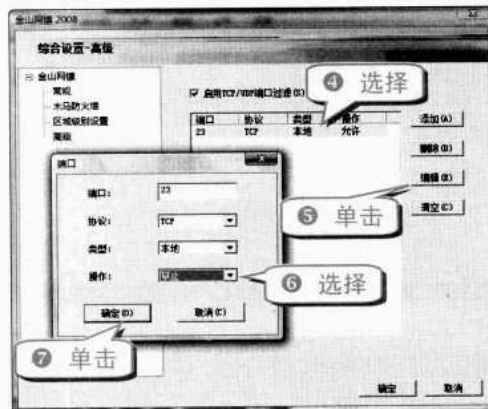 金山网镖 2008
综合设置-高级
金山网镖
常规
木马防火墙
区域级别设置
高级
启用TCP/UDP端口过滤(S)
端口 协议 类型 操作
23 TCP 本地 允许
添加(A)
删除(D)
编辑(E)
清空(C)
④ 选择
⑤ 单击
端口
端口： 23
协议： TCP
类型： 本地
操作： 禁止
⑥ 选择
确定(O) 取消(C)
⑦ 单击
确定 取消